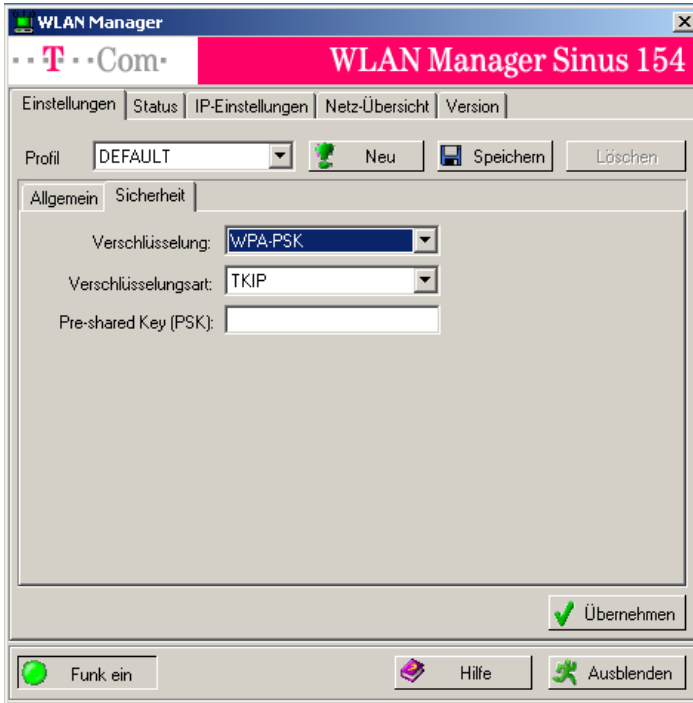 WLAN Manager
··T··Com· WLAN Manager Sinus 154
Einstellungen Status IP-Einstellungen Netz-Übersicht Version
Profil DEFAULT Neu Speichern Löschen
Allgemein Sicherheit
Verschlüsselung: WPA-PSK
Verschlüsselungsart: TKIP
Pre-shared Key (PSK):
Übernehmen
Funk ein Hilfe Ausblenden